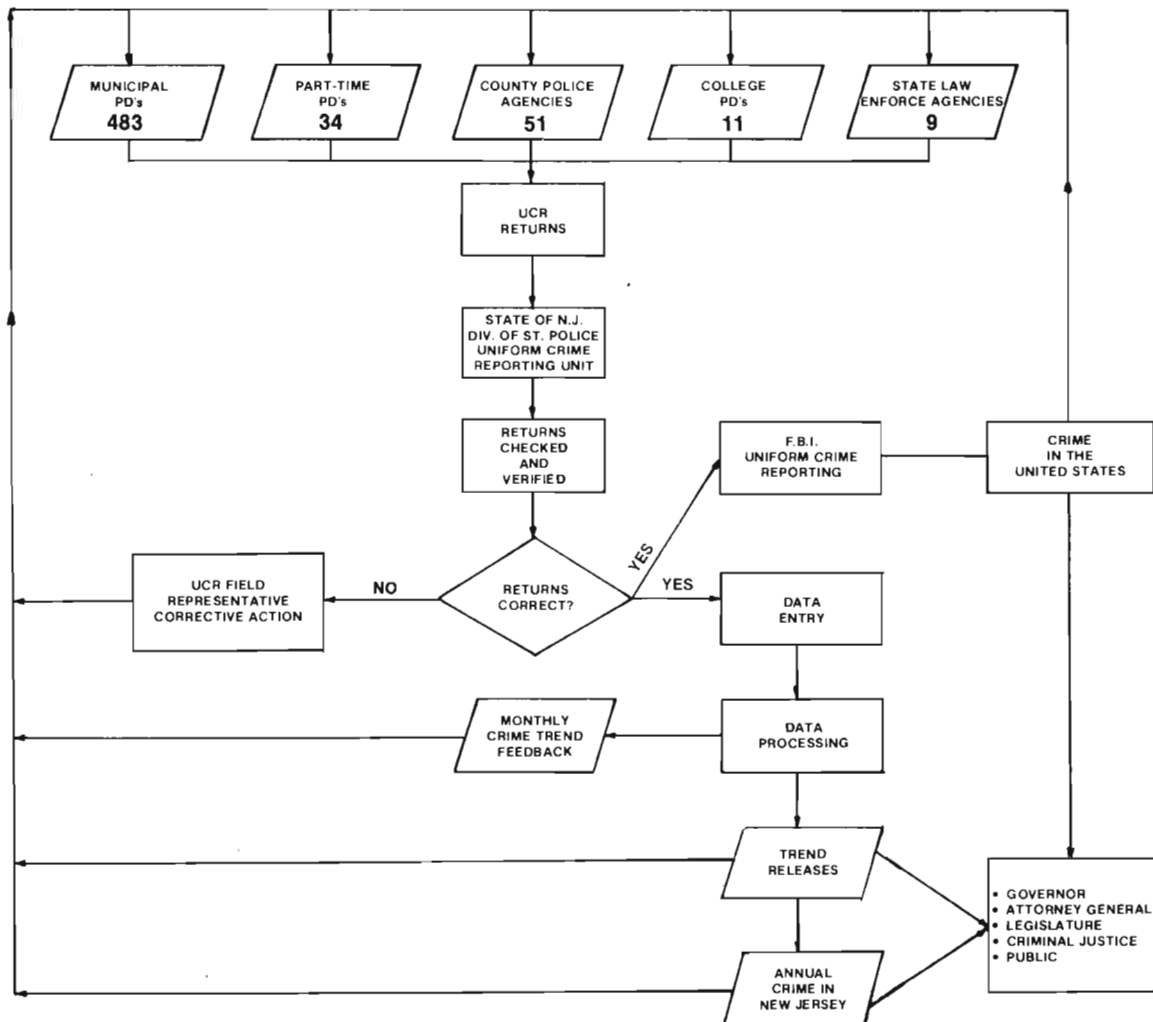 MUNICIPAL
PD's
483
PART-TIME
PD's
34
COUNTY POLICE
AGENCIES
51
COLLEGE
PD's
11
STATE LAW
ENFORCE AGENCIES
9
UCR
RETURNS
STATE OF N.J.
DIV. OF ST. POLICE
UNIFORM CRIME
REPORTING UNIT
RETURNS
CHECKED
AND
VERIFIED
F.B.I.
UNIFORM CRIME
REPORTING
CRIME
IN THE
UNITED STATES
YES
UCR FIELD
REPRESENTATIVE
CORRECTIVE ACTION
NO
RETURNS
CORRECT?
YES
DATA
ENTRY
MONTHLY
CRIME TREND
FEEDBACK
DATA
PROCESSING
TREND
RELEASES
• GOVERNOR
• ATTORNEY GENERAL
• LEGISLATURE
• CRIMINAL JUSTICE
• PUBLIC
ANNUAL
CRIME IN
NEW JERSEY